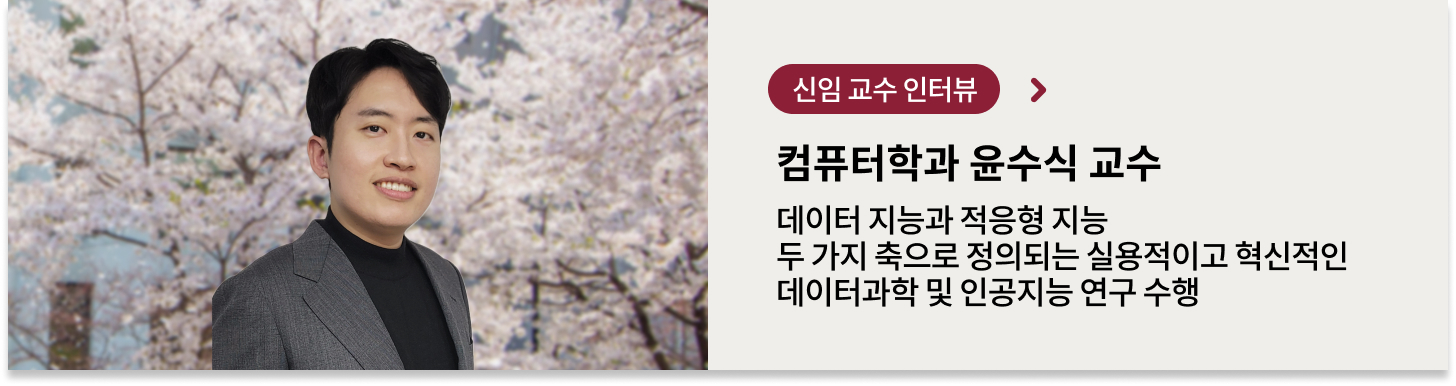 신임 교수 인터뷰
컴퓨터학과 윤수식 교수
데이터 지능과 적응형 지능
두 가지 축으로 정의되는 실용적이고 혁신적인
데이터과학 및 인공지능 연구 수행